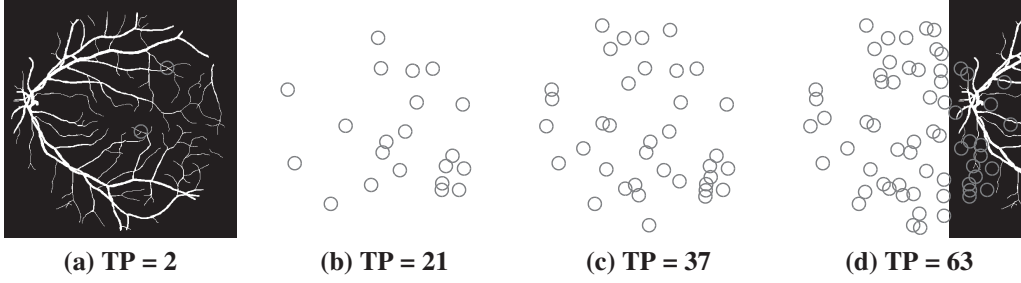 (a) TP = 2
(b) TP = 21
(c) TP = 37
(d) TP = 63